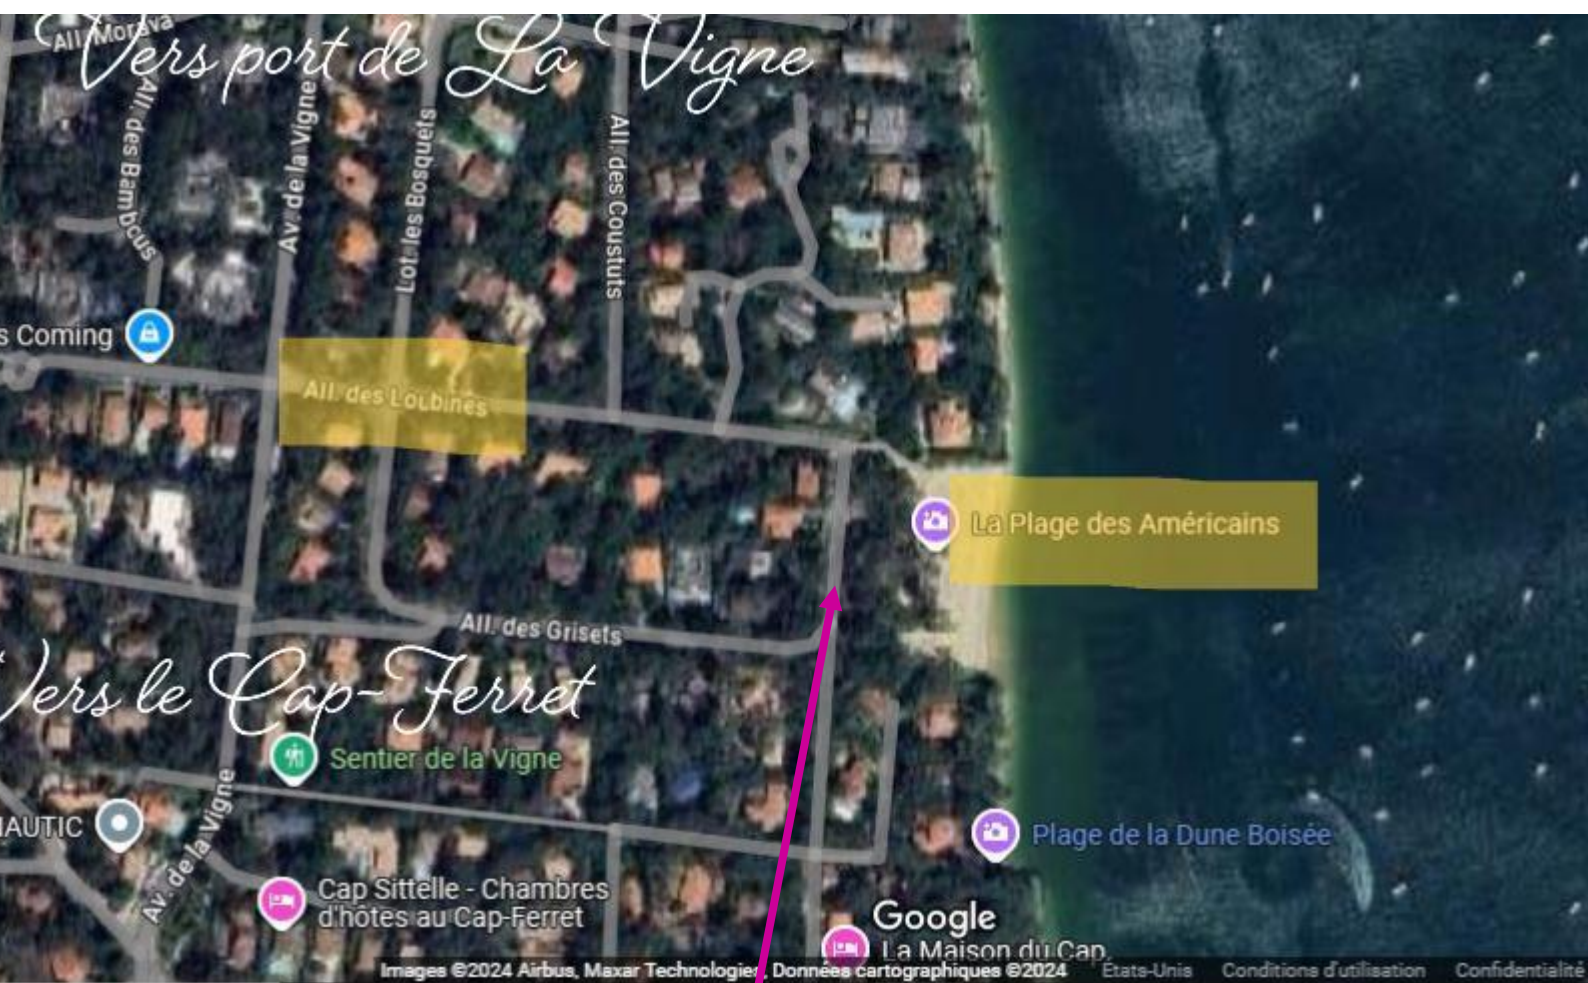 All. Morava
Vers port de La Vigne
All. des Bambous
Av. de la Vigne
Lot. les Bosquets
All. des Coustuts
s Coming
All. des Loubines
La Plage des Américains
All. des Grisets
Vers le Cap-Ferret
Sentier de la Vigne
IAUTIC
Av. de la Vigne
Plage de la Dune Boisée
Cap Sittelle - Chambres
d'hôtes au Cap-Ferret
Google
La Maison du Cap,
Images ©2024 Airbus, Maxar Technologies, Données cartographiques ©2024 États-Unis Conditions d'utilisation Confidentialité